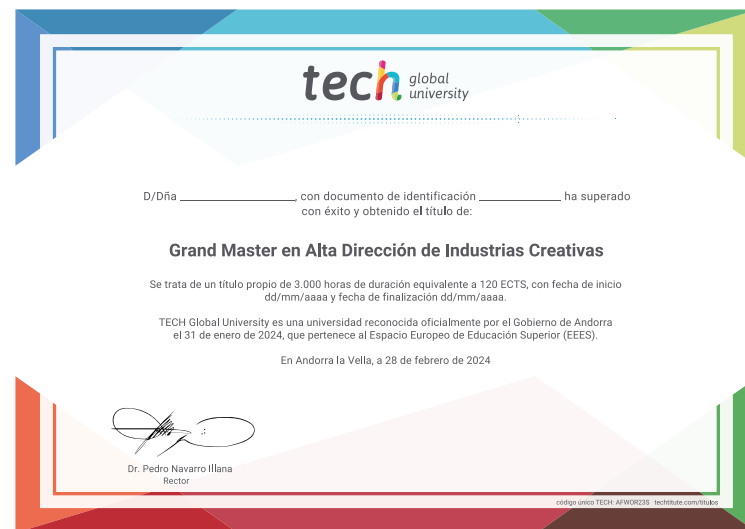 tech global
university
D/Dña ____________________, con documento de identificación ______________ ha superado
con éxito y obtenido el título de:
Grand Master en Alta Dirección de Industrias Creativas
Se trata de un título propio de 3.000 horas de duración equivalente a 120 ECTS, con fecha de inicio
dd/mm/aaaa y fecha de finalización dd/mm/aaaa.
TECH Global University es una universidad reconocida oficialmente por el Gobierno de Andorra
el 31 de enero de 2024, que pertenece al Espacio Europeo de Educación Superior (EEES).
En Andorra la Vella, a 28 de febrero de 2024
Dr. Pedro Navarro Illana
Rector
código único TECH: AFWOR23S techtitute.com/titulos